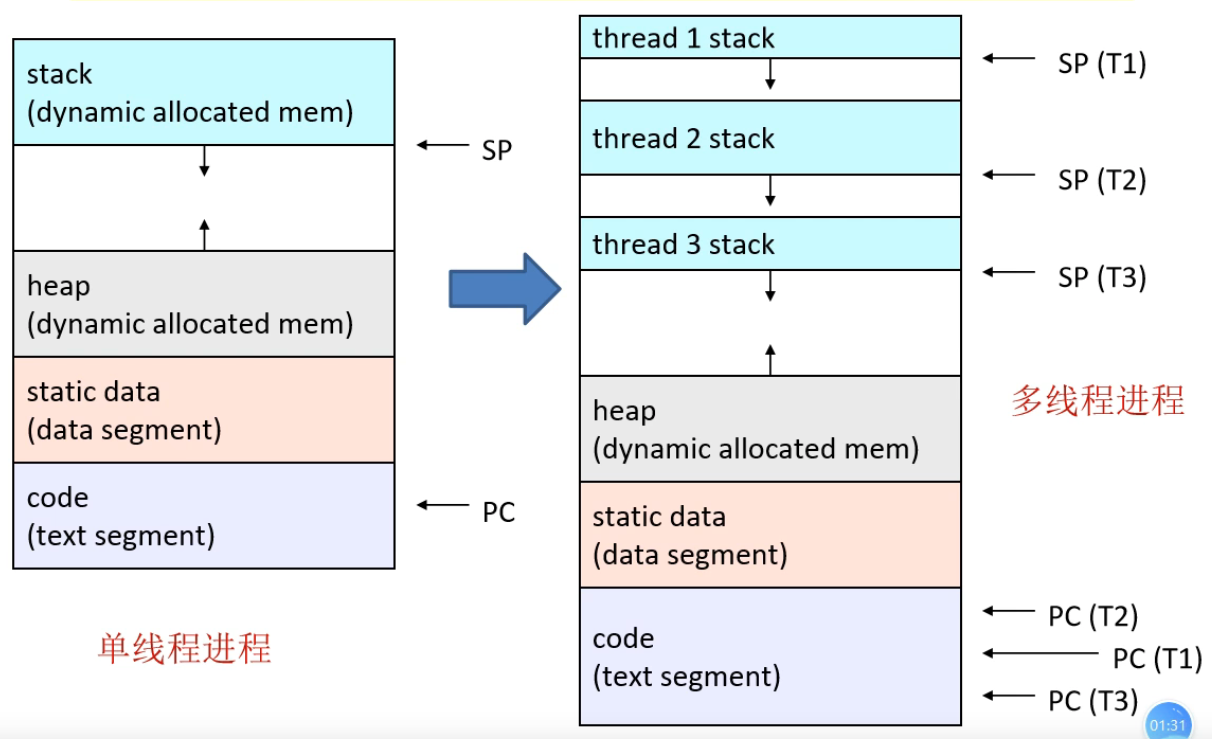 stack
(dynamic allocated mem)
SP
heap
(dynamic allocated mem)
static data
(data segment)
code
(text segment)
PC
单线程进程
thread 1 stack
SP (T1)
thread 2 stack
SP (T2)
thread 3 stack
SP (T3)
heap
(dynamic allocated mem)
多线程进程
static data
(data segment)
code
(text segment)
PC (T2)
PC (T1)
PC (T3)
01:31